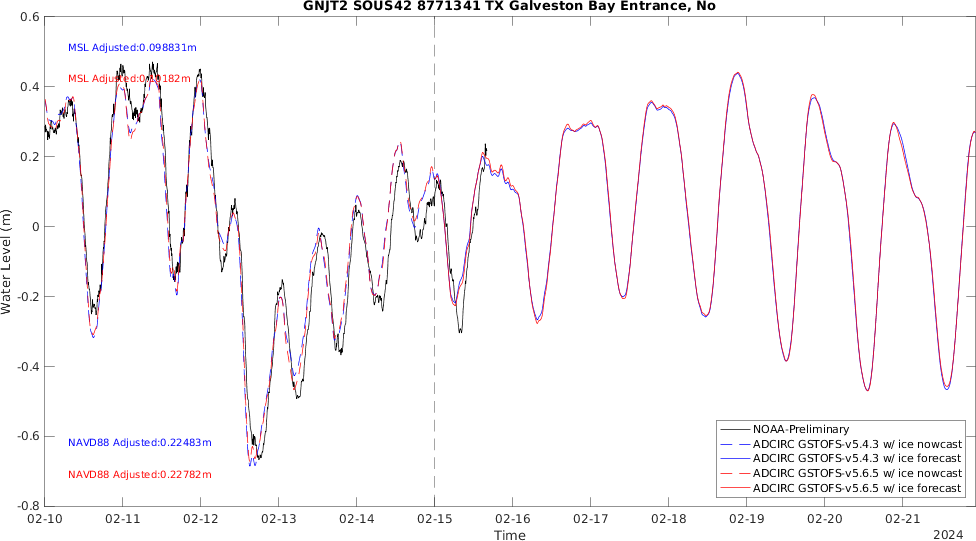 GNJT2 SOUS42 8771341 TX Galveston Bay Entrance, No
Water Level (m)
0.6
0.4
0.2
0
-0.2
-0.4
-0.6
-0.8
MSL Adjusted:0.098831m
MSL Adjusted:
NAVD88 Adjusted:0.22483m
NAVD88 Adjusted:0.22782m
NOAA-Preliminary
ADCIRC GSTOFS-v5.4.3 w/ ice nowcast
ADCIRC GSTOFS-v5.4.3 w/ ice forecast
ADCIRC GSTOFS-v5.6.5 w/ ice nowcast
ADCIRC GSTOFS-v5.6.5 w/ ice forecast
02-10 02-11 02-12 02-13 02-14 02-15 02-16 02-17 02-18 02-19 02-20 02-21
Time
2024